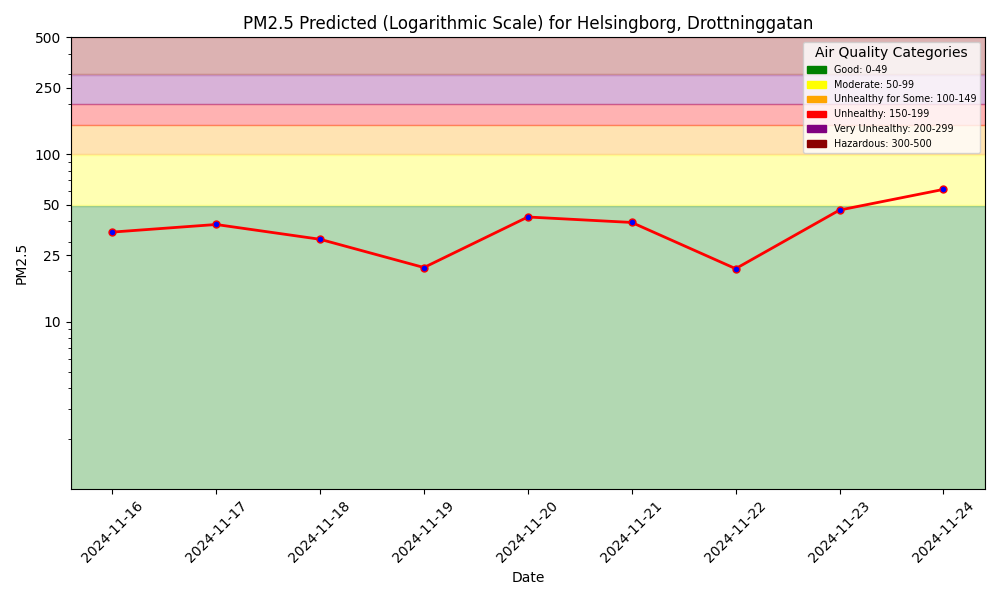 PM2.5 Predicted (Logarithmic Scale) for Helsingborg, Drottninggatan
500
250
100
50
25
10
PM2.5
Air Quality Categories
Good: 0-49
Moderate: 50-99
Unhealthy for Some: 100-149
Unhealthy: 150-199
Very Unhealthy: 200-299
Hazardous: 300-500
2024-11-16
2024-11-17
2024-11-18
2024-11-19
2024-11-20
2024-11-21
2024-11-22
2024-11-23
2024-11-24
Date